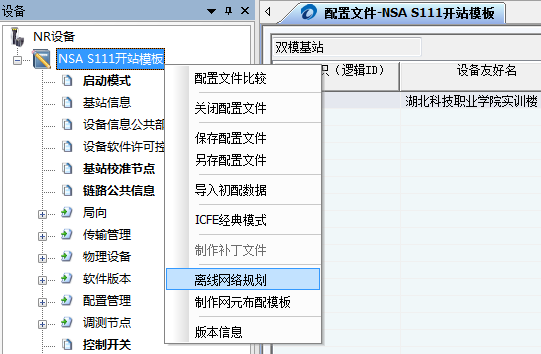 设备
配置文件-NSA S111开站模板
NR设备
双模基站
NSA S111开站模板
识（逻辑ID）
设备友好名
启动模式
配置文件比较
基站信息
关闭配置文件
湖北科技职业学院实训楼
设备信息公共部
保存配置文件
设备软件许可控
另存配置文件
基站校准节点
导入初配数据
链路公共信息
局向
ICFE经典模式
传输管理
制作补丁文件
物理设备
离线网络规划
软件版本
制作网元布配模板
配置管理
调测节点
版本信息
控制开关